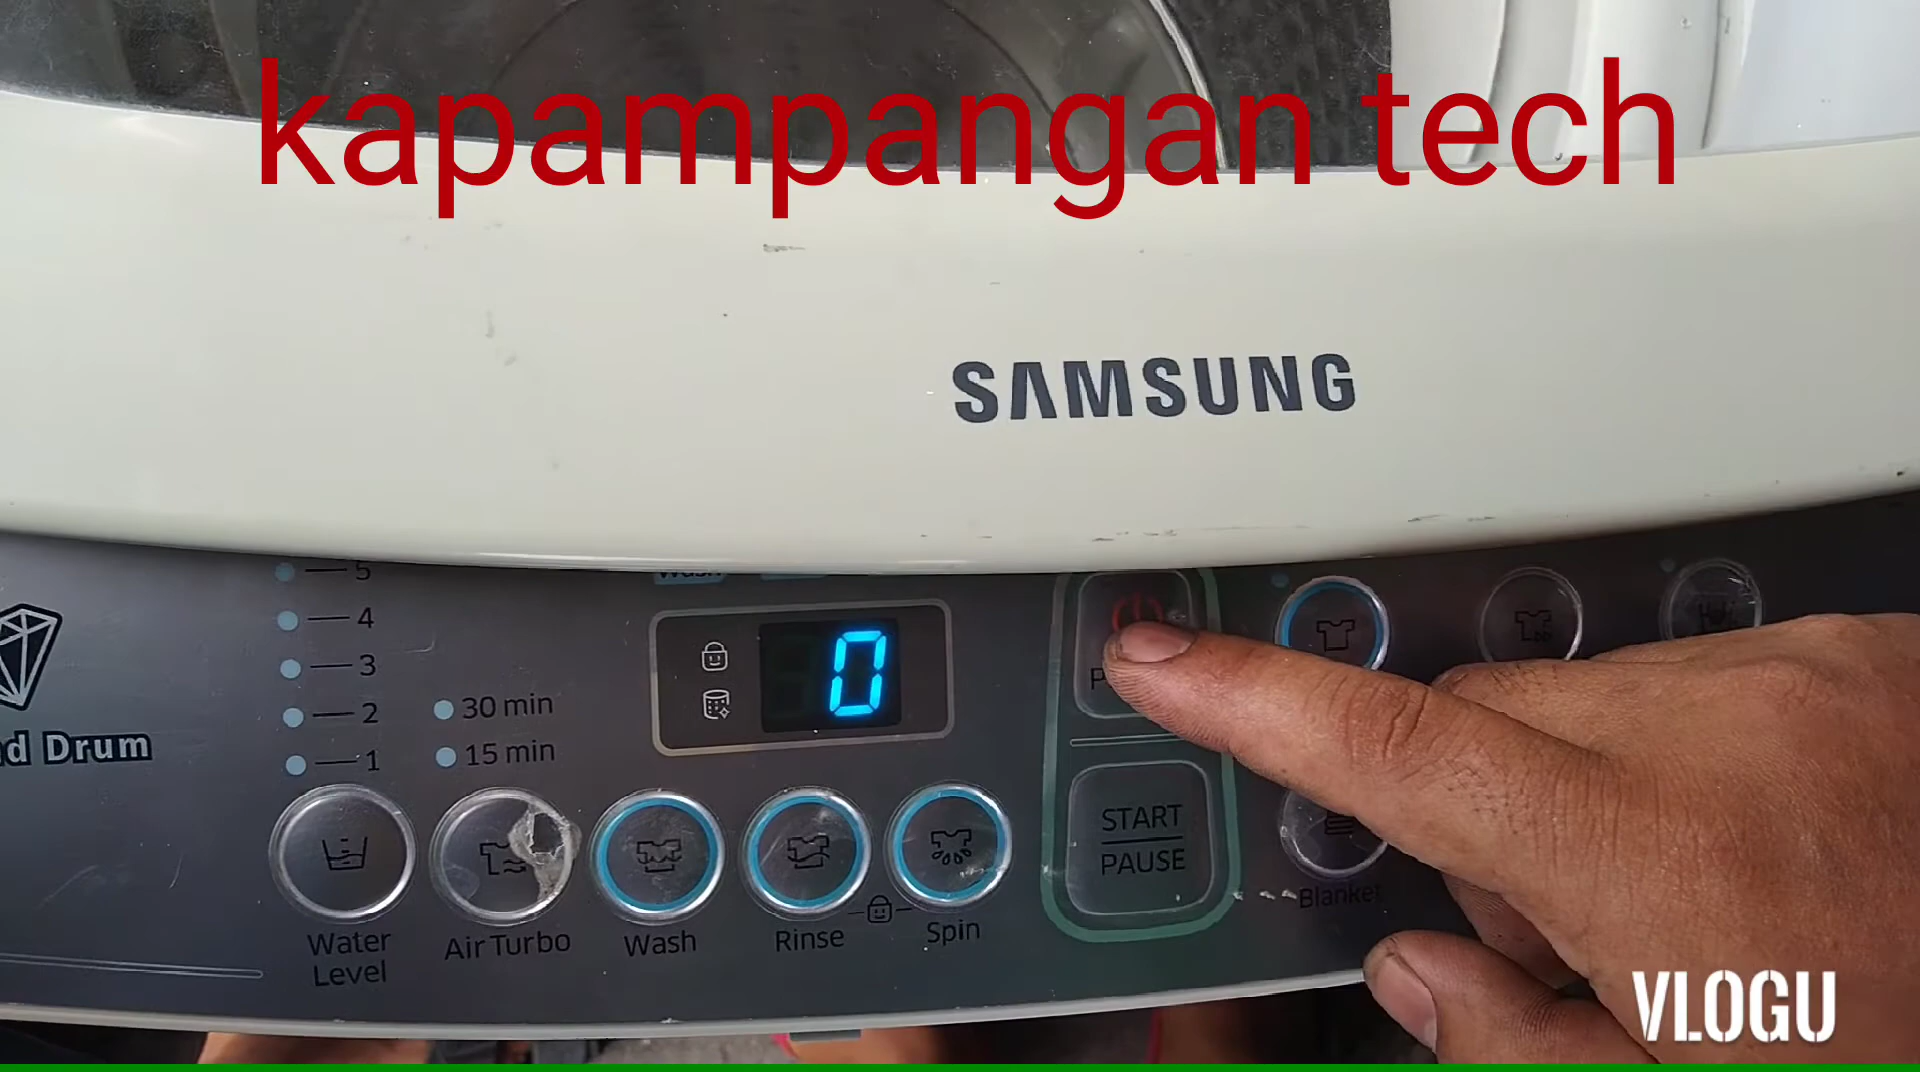 kapampangan tech
SAMSUNG
5
4
3
2
1
30 min
15 min
0
d Drum
START
PAUSE
Water
Level
Air Turbo
Wash
Rinse
Spin
Blanket
VLOGU